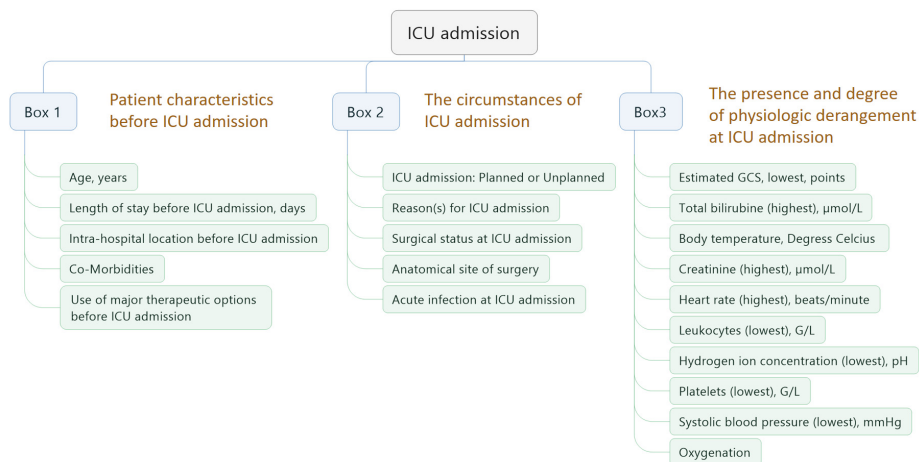 ICU admission
Box 1
Patient characteristics
before ICU admission
Age, years
Length of stay before ICU admission, days
Intra-hospital location before ICU admission
Co-Morbidities
Use of major therapeutic options
before ICU admission
Box 2
The circumstances of
ICU admission
ICU admission: Planned or Unplanned
Reason(s) for ICU admission
Surgical status at ICU admission
Anatomical site of surgery
Acute infection at ICU admission
Box3
The presence and degree
of physiologic derangement
at ICU admission
Estimated GCS, lowest, points
Total bilirubine (highest), µmol/L
Body temperature, Degress Celcius
Creatinine (highest), µmol/L
Heart rate (highest), beats/minute
Leukocytes (lowest), G/L
Hydrogen ion concentration (lowest), pH
Platelets (lowest), G/L
Systolic blood pressure (lowest), mmHg
Oxygenation